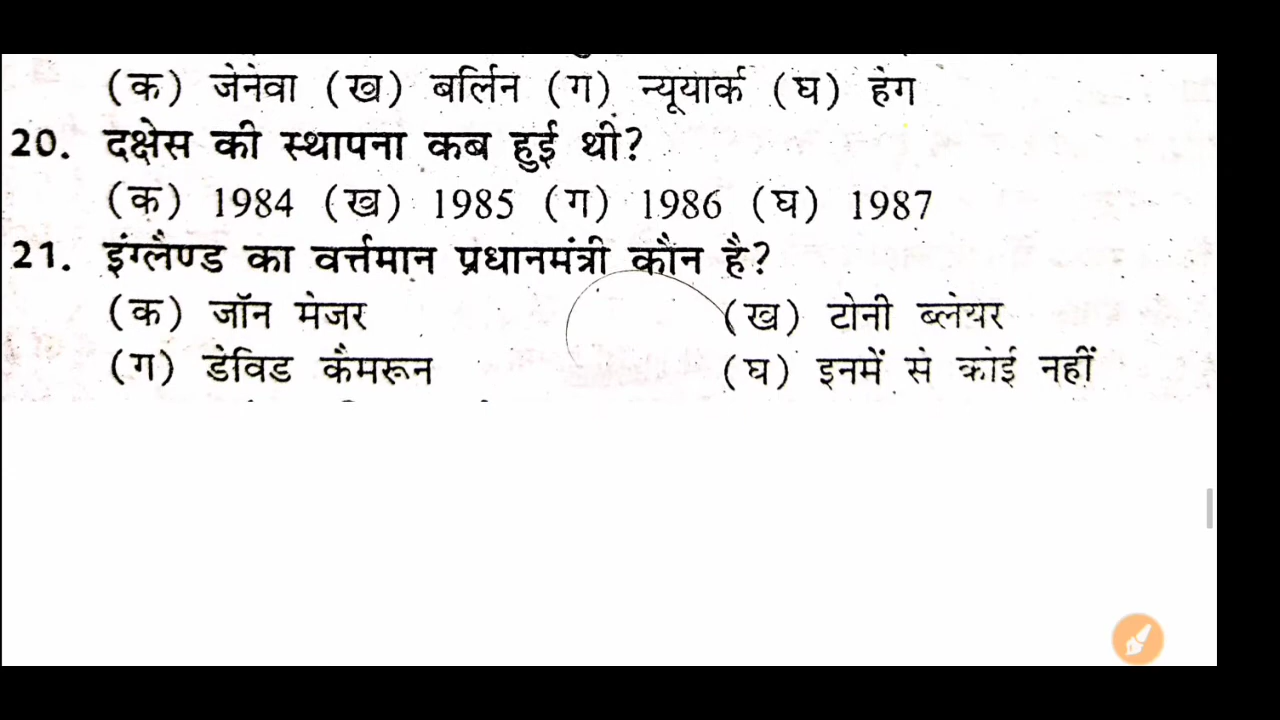 (क) जेनेवा (ख) बर्लिन (ग) न्यूयार्क (घ) हेग
20. दक्षेस की स्थापना कब हुई थी?
(क) 1984 (ख) 1985 (ग) 1986 (घ) 1987
21. इंग्लैण्ड का वर्त्तमान प्रधानमंत्री कौन है?
(क) जॉन मेजर (ख) टोनी ब्लेयर
(ग) डेविड कैमरून (घ) इनमें से कोई नहीं